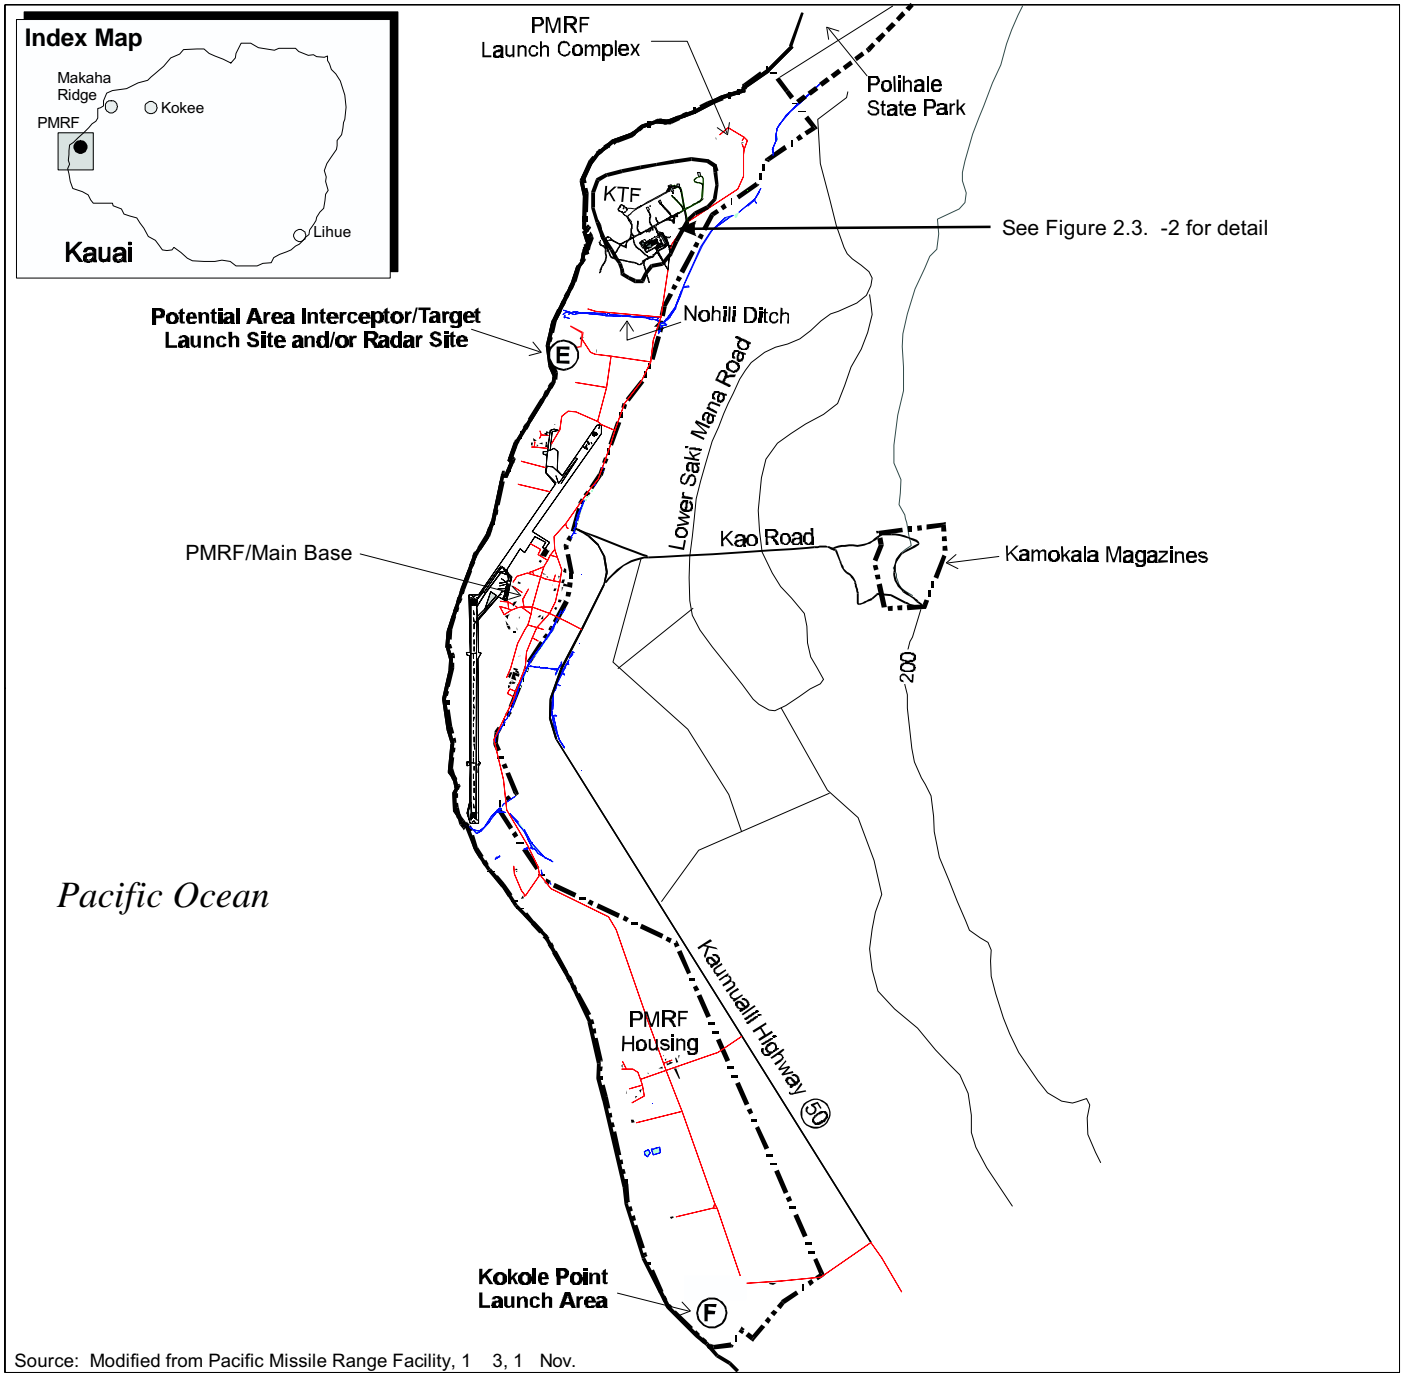 Index Map
Makaha
Ridge
Kokee
PMRF
Lihue
Kauai
PMRF
Launch Complex
Polihale
State Park
KTF
See Figure 2.3.  -2 for detail
Potential Area Interceptor/Target
Launch Site and/or Radar Site
E
Nohili Ditch
Lower Saki Mana Road
Kao Road
PMRF/Main Base
Kamokala Magazines
200
Pacific Ocean
Kaumualii Highway 50
PMRF
Housing
Kokole Point
Launch Area
F
Source:  Modified from Pacific Missile Range Facility, 1    3, 1   Nov.